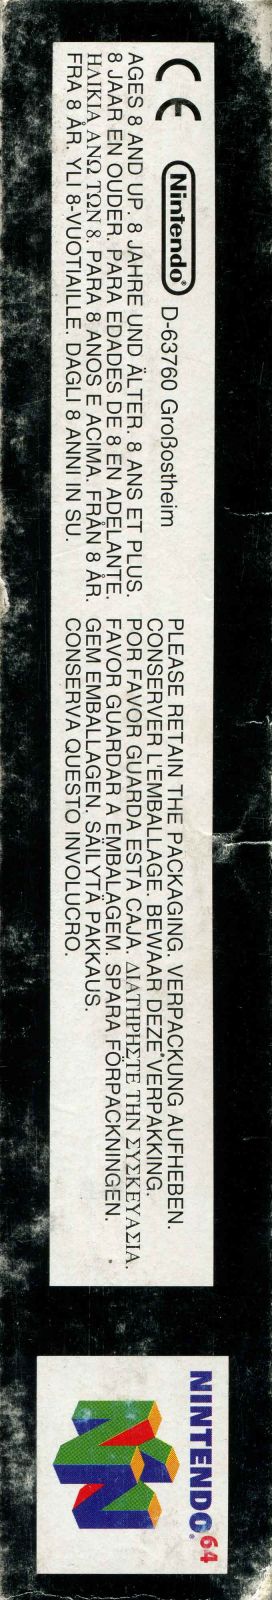 CE Nintendo® D-63760 Großostheim
AGES 8 AND UP. 8 JAHRE UND ÄLTER. 8 ANS ET PLUS.
8 JAAR EN OUDER. PARA EDADES DE 8 EN ADELANTE.
ΗΛΙΚΙΑ ΑΝΩ ΤΩΝ 8. PARA 8 ANOS E ACIMA. FRÅN 8 ÅR.
FRA 8 ÅR. YLI 8-VUOTIAILLE. DAGLI 8 ANNI IN SU.
PLEASE RETAIN THE PACKAGING. VERPACKUNG AUFHEBEN.
CONSERVER L'EMBALLAGE. BEWAAR DEZE VERPAKKING.
POR FAVOR GUARDA ESTA CAJA. ΔΙΑΤΗΡΗΣΤΕ ΤΗΝ ΣΥΣΚΕΥΑΣΙΑ.
FAVOR GUARDAR A EMBALAGEM. SPARA FÖRPACKNINGEN.
GEM EMBALLAGEN. SÄILYTÄ PAKKAUS.
CONSERVA QUESTO INVOLUCRO.
NINTENDO® 64